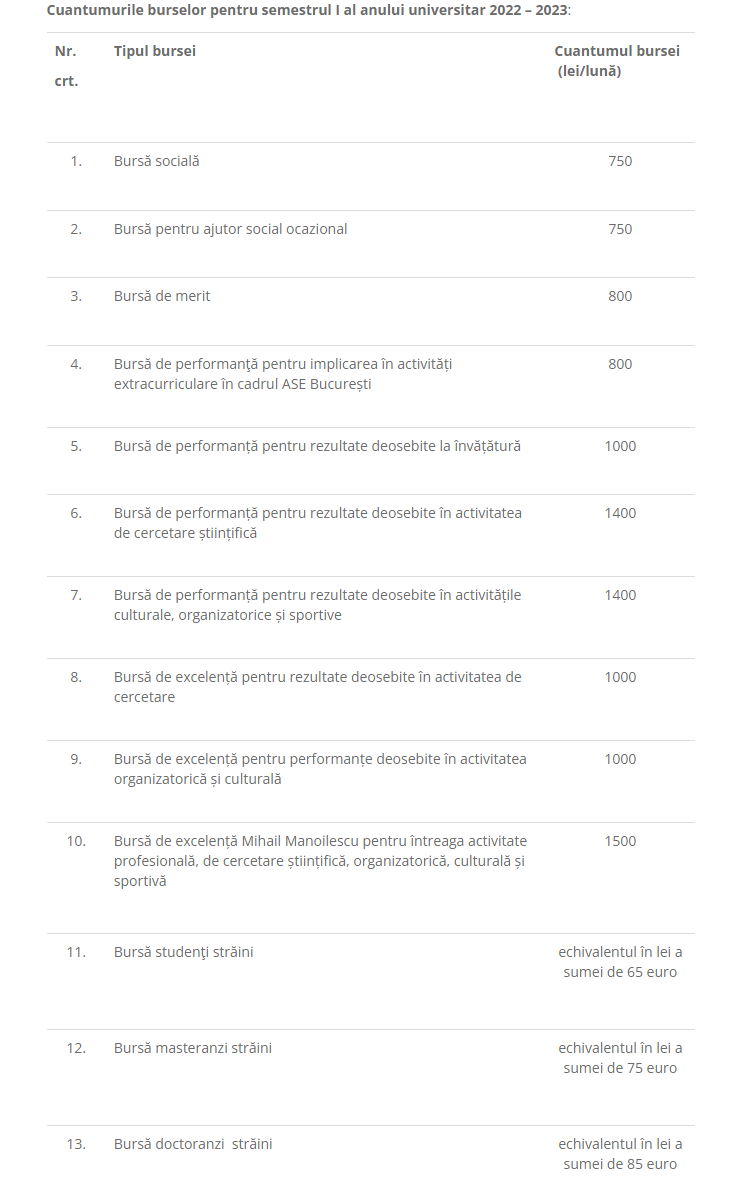 Cuantumurile burselor pentru semestrul I al anului universitar 2022 – 2023:
Nr. Tipul bursei Cuantumul bursei
crt. (lei/lună)
1. Bursă socială 750
2. Bursă pentru ajutor social ocazional 750
3. Bursă de merit 800
4. Bursă de performanţă pentru implicarea în activități 800
extracurriculare în cadrul ASE București
5. Bursă de performanță pentru rezultate deosebite la învățătură 1000
6. Bursă de performanță pentru rezultate deosebite în activitatea 1400
de cercetare științifică
7. Bursă de performanță pentru rezultate deosebite în activitățile 1400
culturale, organizatorice și sportive
8. Bursă de excelență pentru rezultate deosebite în activitatea de 1000
cercetare
9. Bursă de excelență pentru performanțe deosebite în activitatea 1000
organizatorică și culturală
10. Bursă de excelență Mihail Manoilescu pentru întreaga activitate 1500
profesională, de cercetare științifică, organizatorică, culturală și
sportivă
11. Bursă studenţi străini echivalentul în lei a
sumei de 65 euro
12. Bursă masteranzi străini echivalentul în lei a
sumei de 75 euro
13. Bursă doctoranzi străini echivalentul în lei a
sumei de 85 euro